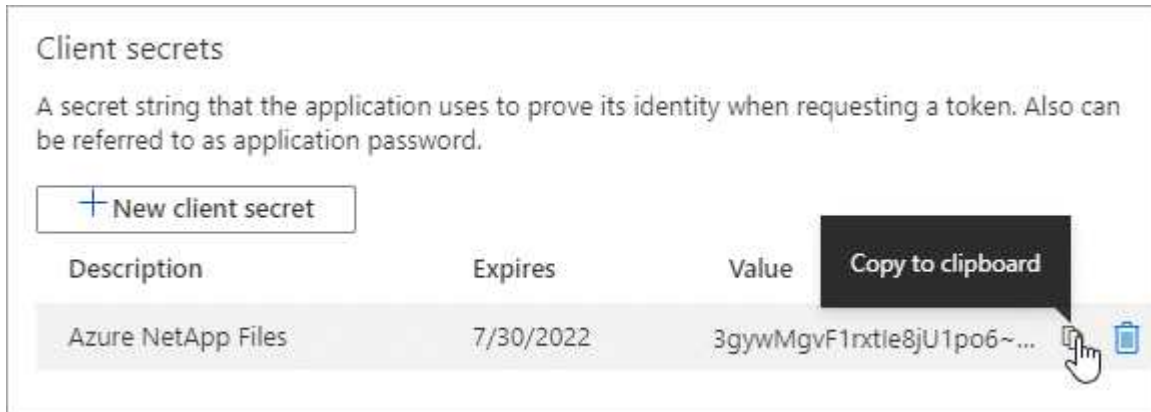 Client secrets
A secret string that the application uses to prove its identity when requesting a token. Also can
be referred to as application password.
+New client secret
Copy to clipboard
Description Expires Value
Azure NetApp Files 7/30/2022 3gywMgvF1rxtIe8jU1po6~...